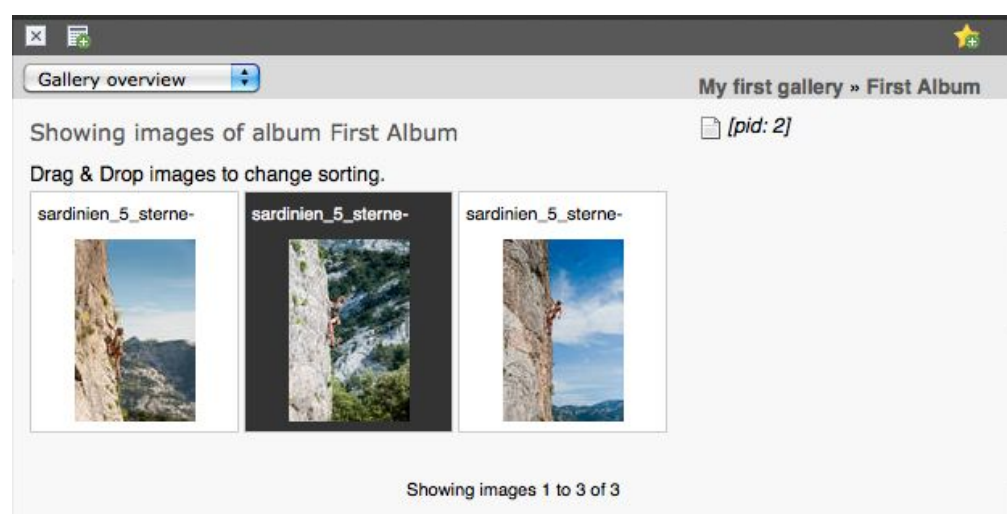 Gallery overview
My first gallery » First Album
[pid: 2]
Showing images of album First Album
Drag & Drop images to change sorting.
sardinien_5_sterne-
sardinien_5_sterne-
sardinien_5_sterne-
Showing images 1 to 3 of 3